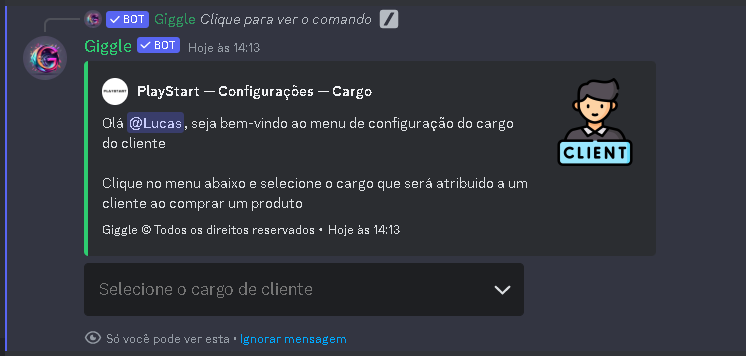 BOT Giggle Clique para ver o comando
Giggle BOT Hoje às 14:13
PLAYSTART PlayStart — Configurações — Cargo
Olá @Lucas, seja bem-vindo ao menu de configuração do cargo
do cliente
CLIENT
Clique no menu abaixo e selecione o cargo que será atribuido a um
cliente ao comprar um produto
Giggle © Todos os direitos reservados • Hoje às 14:13
Selecione o cargo de cliente
Só você pode ver esta • Ignorar mensagem